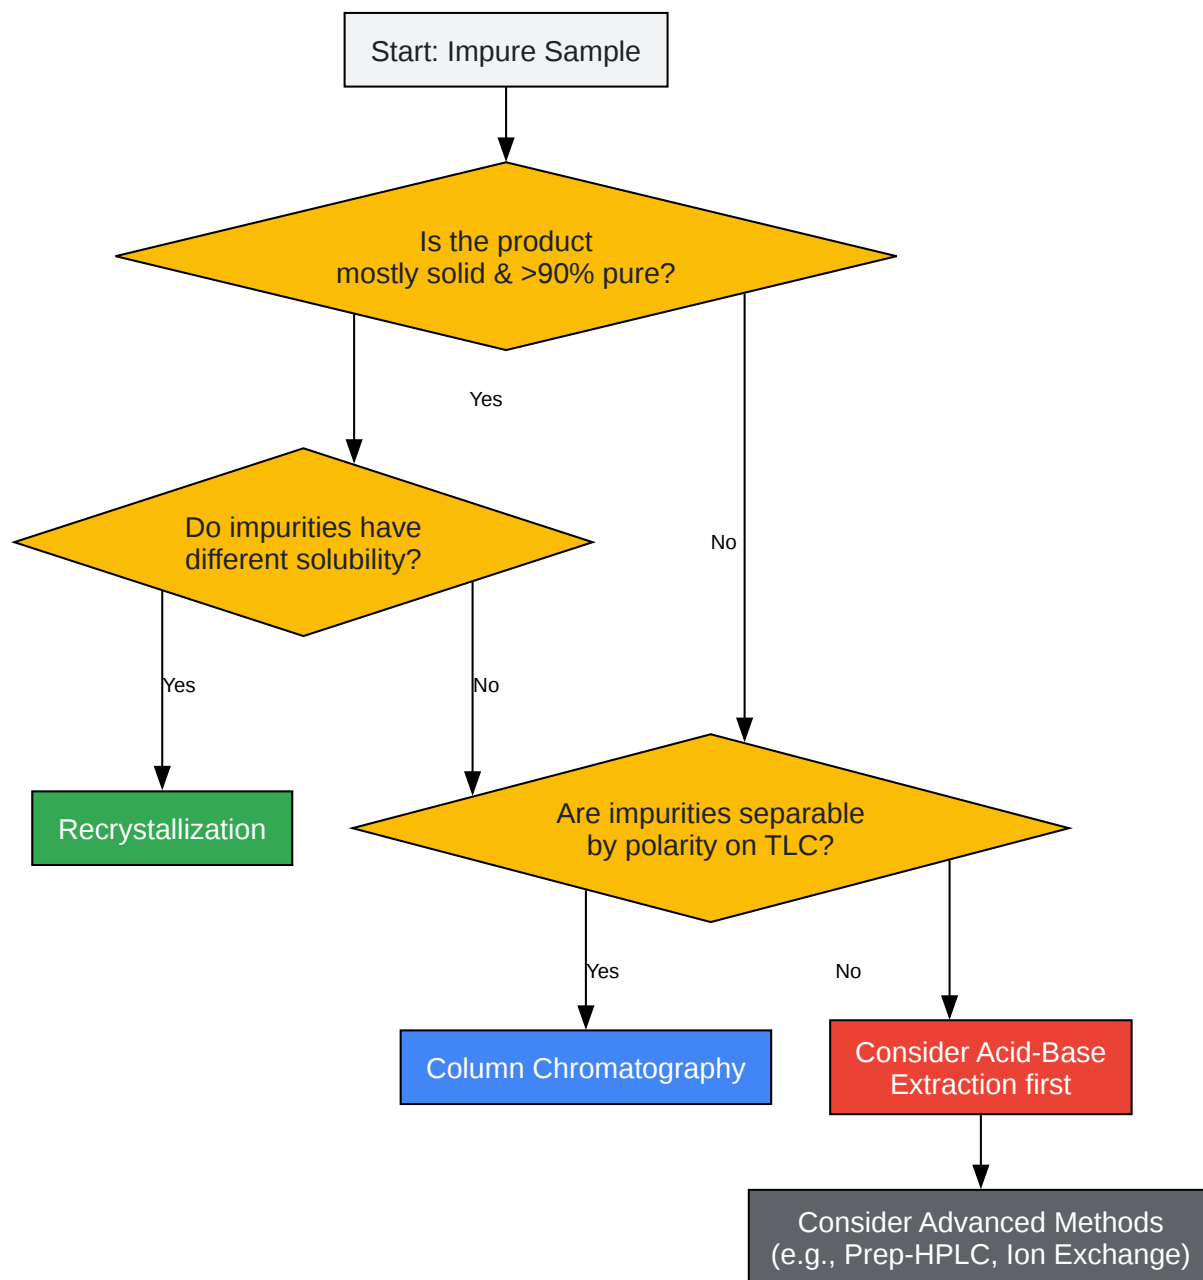 Start: Impure Sample
Is the product
mostly solid & >90% pure?
Yes
Do impurities have
different solubility?
No
Yes
No
Recrystallization
Are impurities separable
by polarity on TLC?
Yes
No
Column Chromatography
Consider Acid-Base
Extraction first
Consider Advanced Methods
(e.g., Prep-HPLC, Ion Exchange)